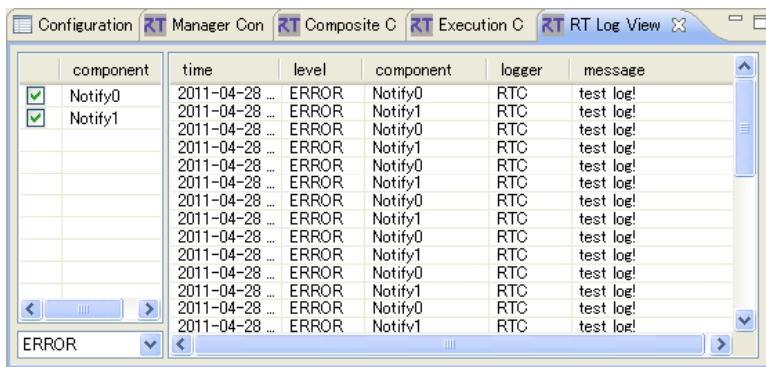 Configuration RT Manager Con RT Composite C RT Execution C RT RT Log View
component
Notify0
Notify1
ERROR
time level component logger message
2011-04-28 ... ERROR Notify0 RTC test log!
2011-04-28 ... ERROR Notify1 RTC test log!
2011-04-28 ... ERROR Notify0 RTC test log!
2011-04-28 ... ERROR Notify1 RTC test log!
2011-04-28 ... ERROR Notify0 RTC test log!
2011-04-28 ... ERROR Notify1 RTC test log!
2011-04-28 ... ERROR Notify0 RTC test log!
2011-04-28 ... ERROR Notify1 RTC test log!
2011-04-28 ... ERROR Notify0 RTC test log!
2011-04-28 ... ERROR Notify1 RTC test log!
2011-04-28 ... ERROR Notify0 RTC test log!
2011-04-28 ... ERROR Notify1 RTC test log!
2011-04-28 ... ERROR Notify0 RTC test log!
2011-04-28 ... ERROR Notify1 RTC test log!